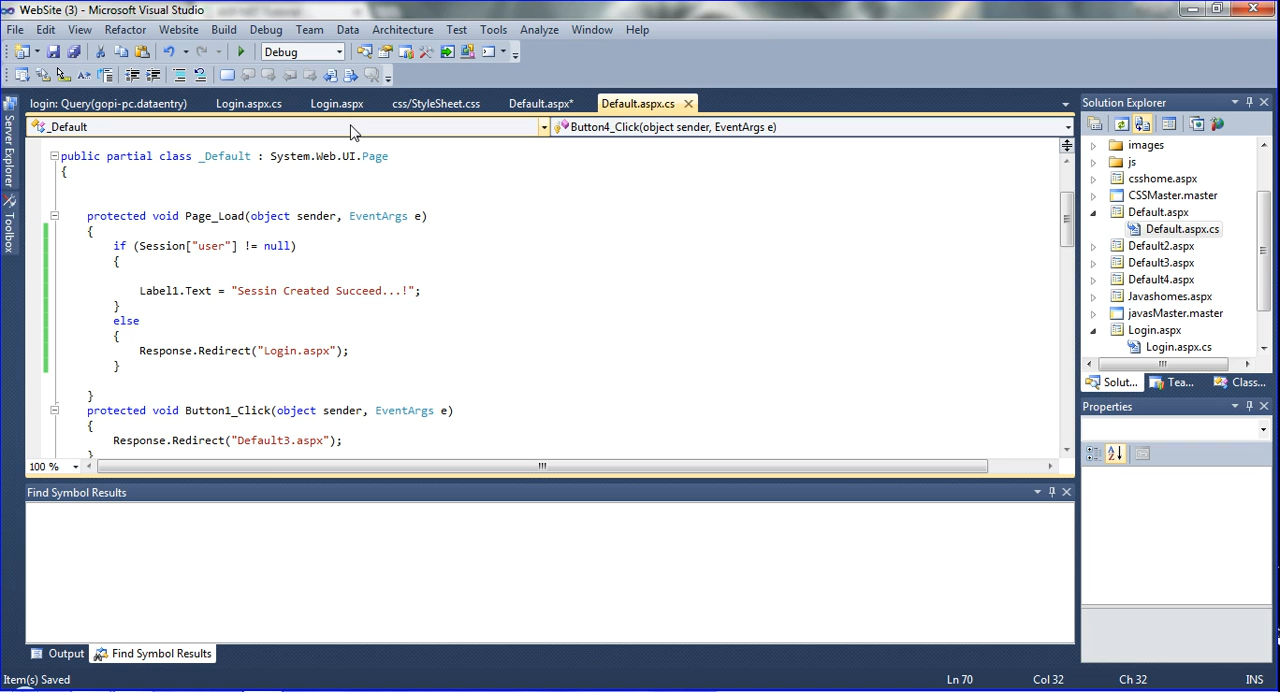 WebSite (3) - Microsoft Visual Studio
File Edit View Refactor Website Build Debug Team Data Architecture Test Tools Analyze Window Help
Debug
login: Query(gopi-pc.dataentry) Login.aspx.cs Login.aspx css/StyleSheet.css Default.aspx* Default.aspx.cs
_Default
Button4_Click(object sender, EventArgs e)
public partial class _Default : System.Web.UI.Page
{
protected void Page_Load(object sender, EventArgs e)
{
if (Session["user"] != null)
{
Label1.Text = "Sessin Created Succeed...!";
}
else
{
Response.Redirect("Login.aspx");
}
}
protected void Button1_Click(object sender, EventArgs e)
{
Response.Redirect("Default3.aspx");
}
100 %
Find Symbol Results
Output Find Symbol Results
Server Explorer
Toolbox
Solution Explorer
images
js
csshome.aspx
CSSMaster.master
Default.aspx
Default.aspx.cs
Default2.aspx
Default3.aspx
Default4.aspx
Javashomes.aspx
javasMaster.master
Login.aspx
Login.aspx.cs
Solut... Tea... Class...
Properties
Item(s) Saved Ln 70 Col 32 Ch 32 INS